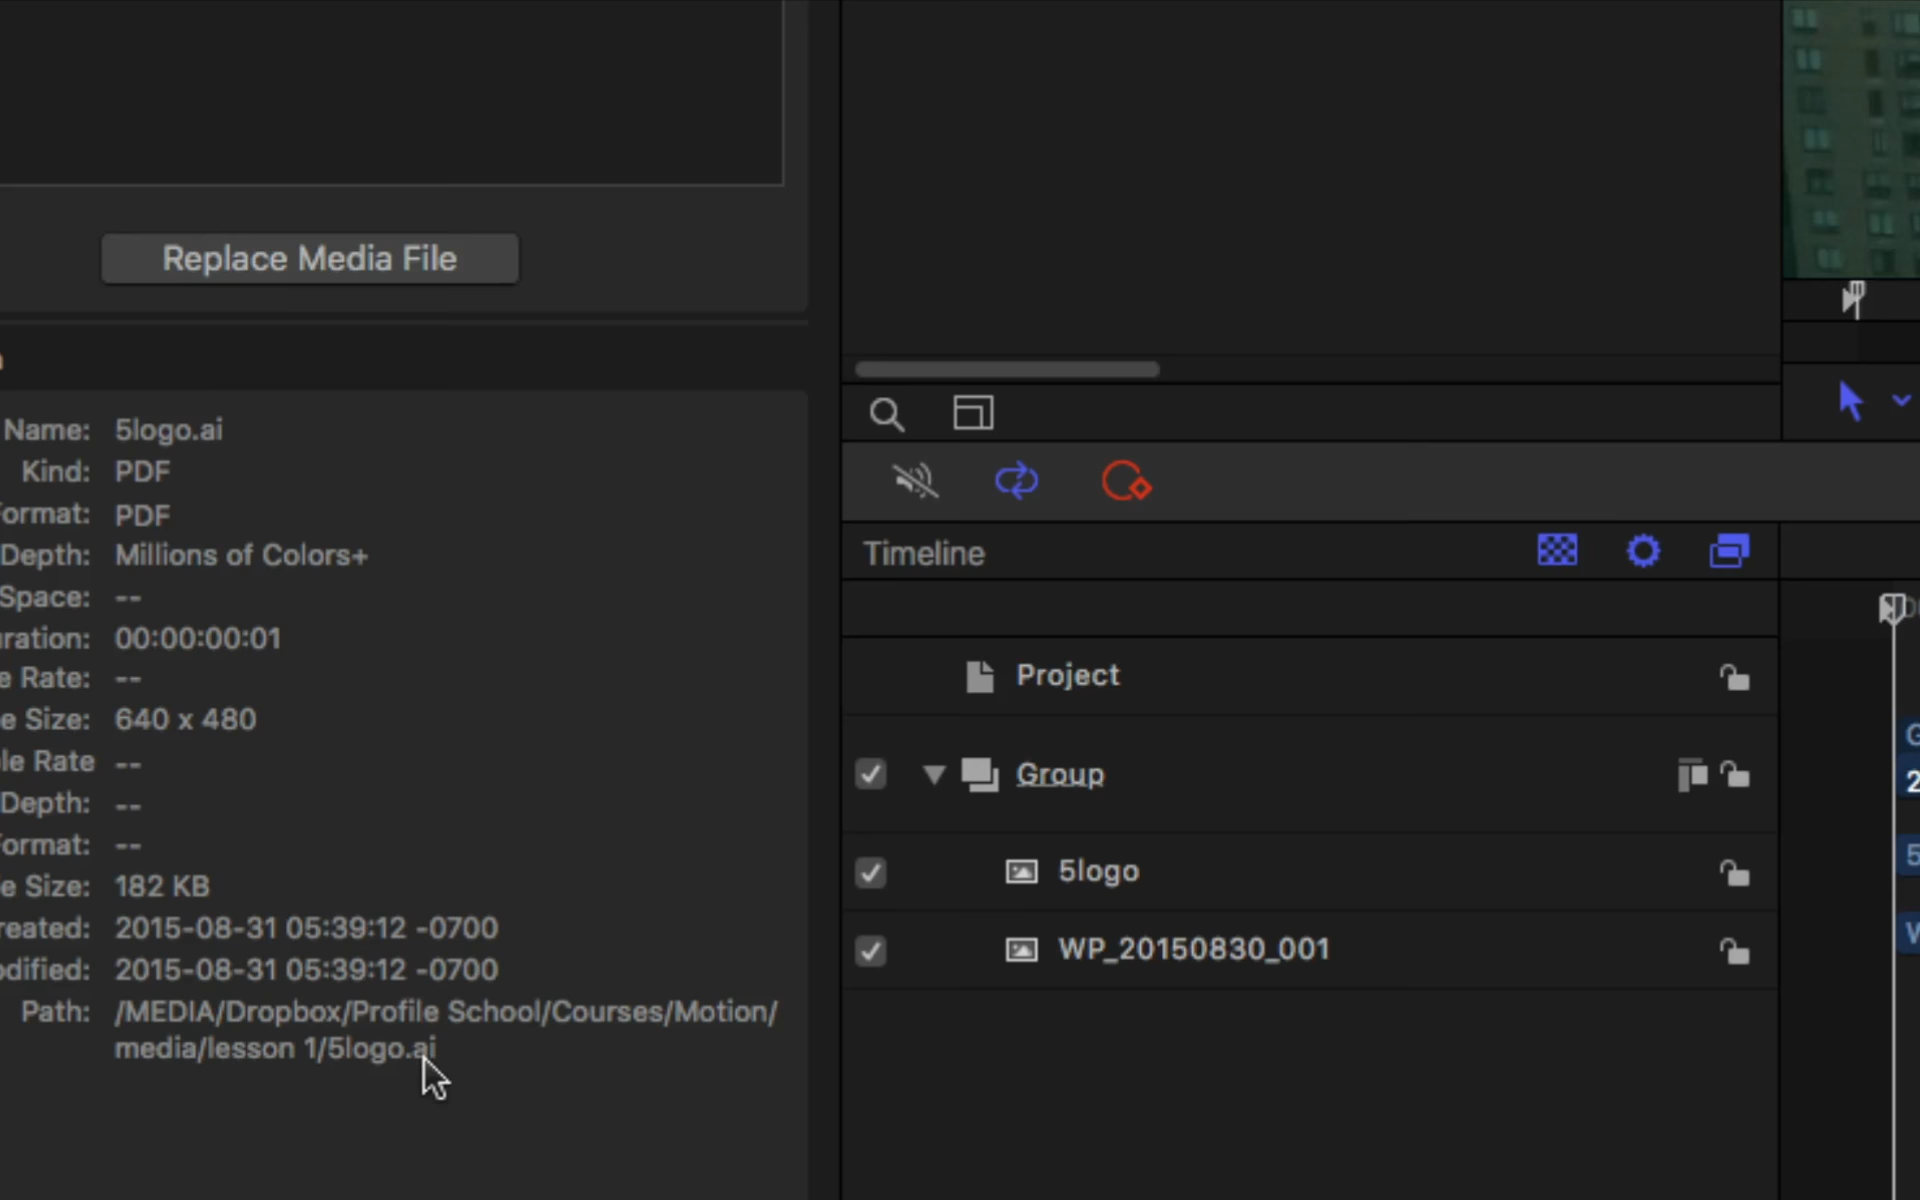 Replace Media File
Name: 5logo.ai
Kind: PDF
ormat: PDF
Depth: Millions of Colors+
Space: --
ration: 00:00:00:01
e Rate: --
e Size: 640 x 480
le Rate --
Depth: --
ormat: --
e Size: 182 KB
reated: 2015-08-31 05:39:12 -0700
odified: 2015-08-31 05:39:12 -0700
Path: /MEDIA/Dropbox/Profile School/Courses/Motion/
media/lesson 1/5logo.ai
Timeline
Project
Group
G
2
5logo
5
WP_20150830_001
W